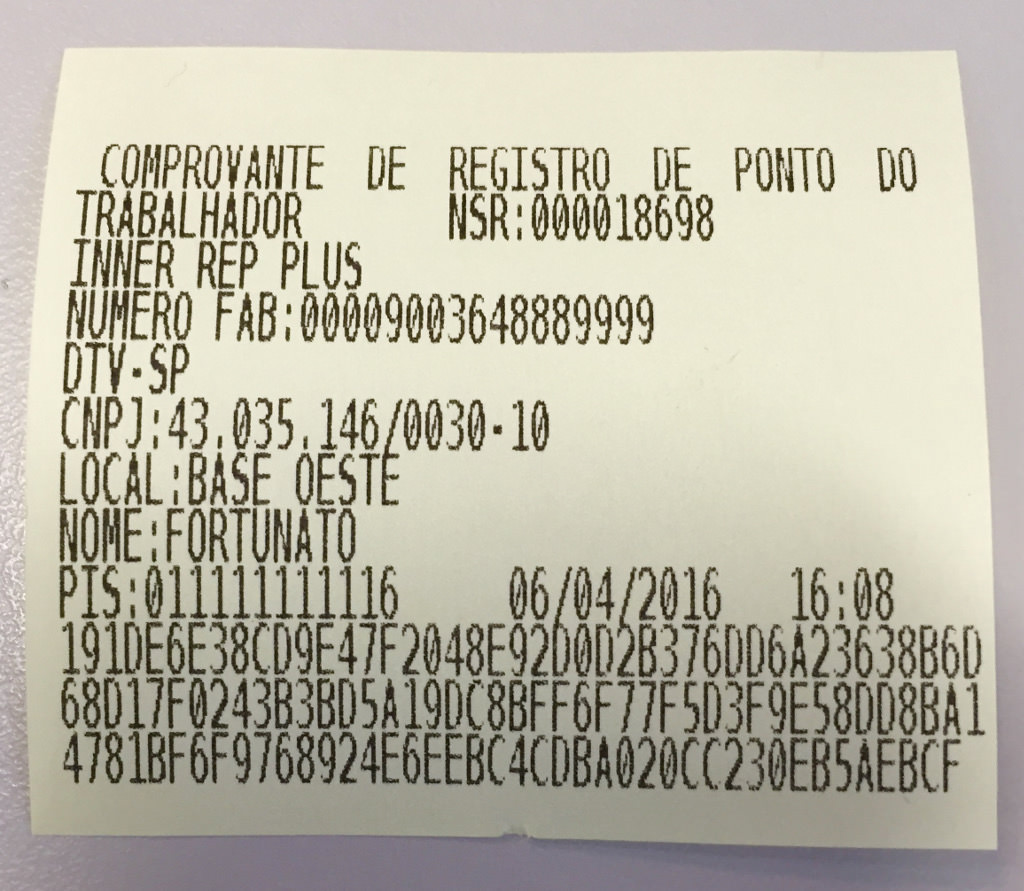 COMPROVANTE DE REGISTRO DE PONTO DO
TRABALHADOR NSR:000018698
INNER REP PLUS
NUMERO FAB:00009003648889999
DTV-SP
CNPJ:43.035.146/0030-10
LOCAL:BASE OESTE
NOME:FORTUNATO
PIS:011111111116 06/04/2016 16:08
191DE6E38CD9E47F2048E92D0D2B376DD6A23638B6D
68D17F0243B3BD5A19DC8BFF6F77F5D3F9E58DD8BA1
4781BF6F9768924E6EEBC4CDBA020CC230EB5AEBCF